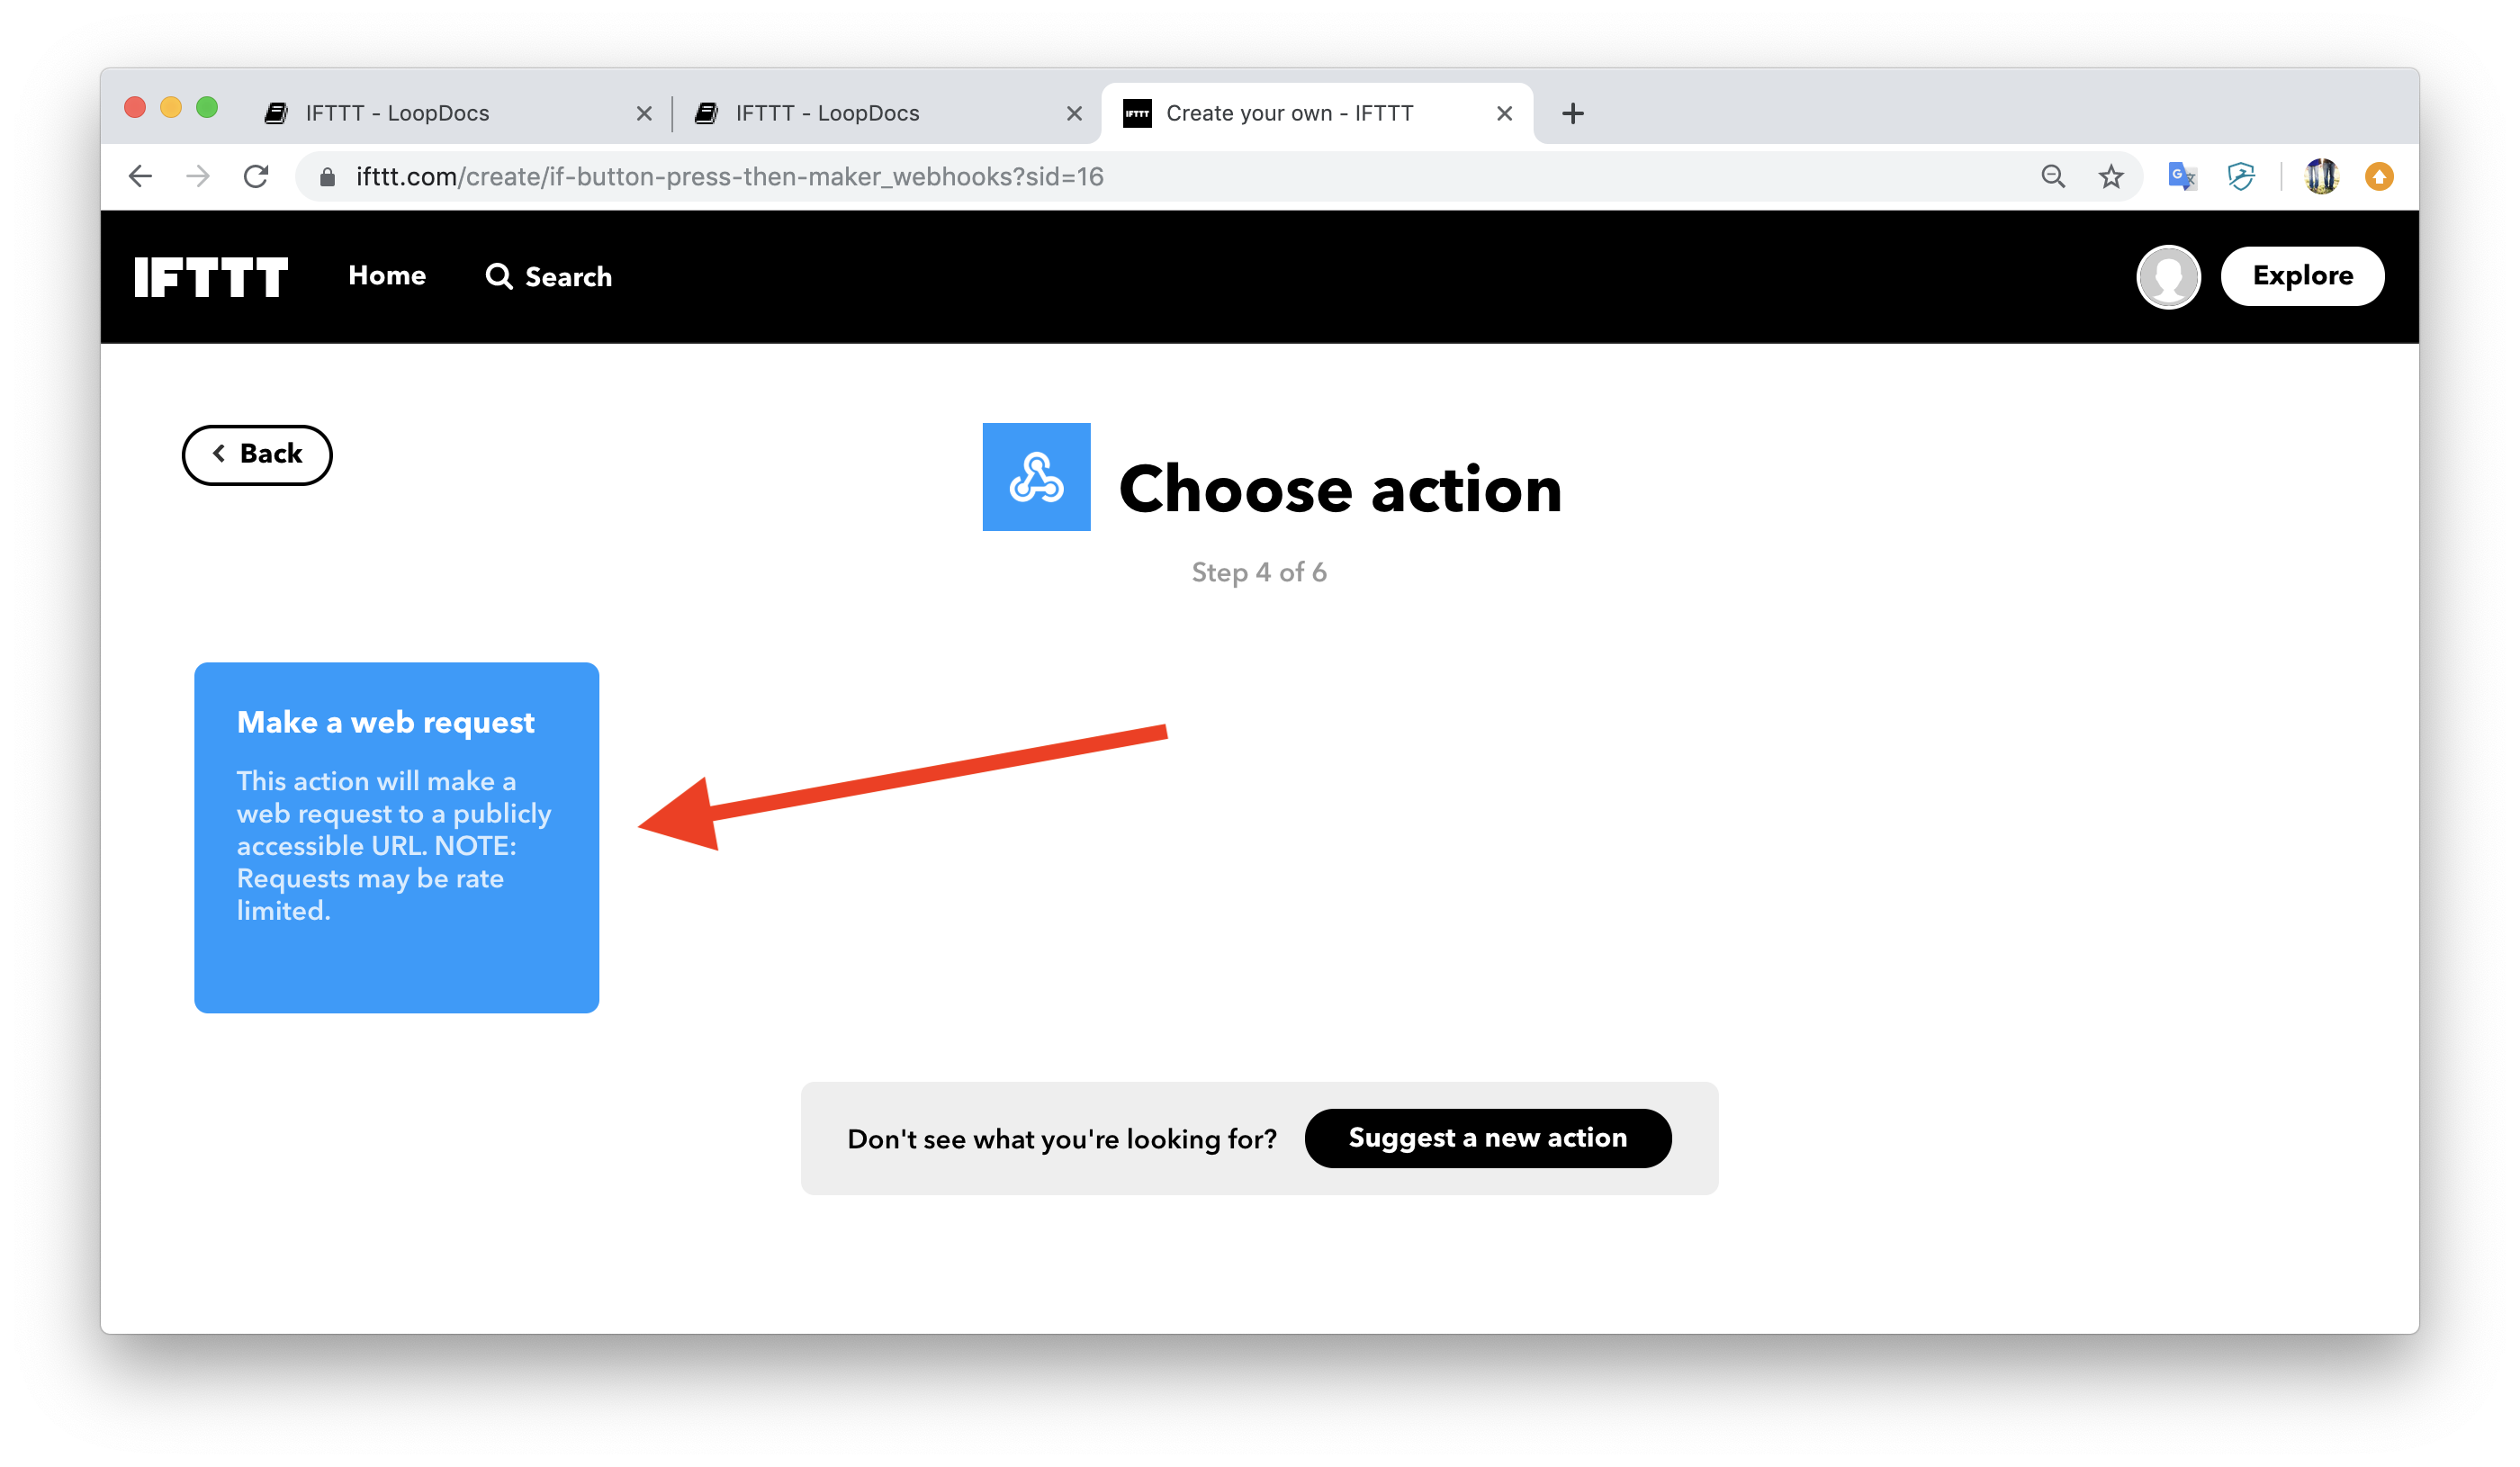 IFTTT - LoopDocs
IFTTT - LoopDocs
IFTTT
Create your own - IFTTT
ifttt.com/create/if-button-press-then-maker_webhooks?sid=16
G
IFTTT
Home
Search
Explore
Back
Choose action
Step 4 of 6
Make a web request
This action will make a
web request to a publicly
accessible URL. NOTE:
Requests may be rate
limited.
Don't see what you're looking for?
Suggest a new action